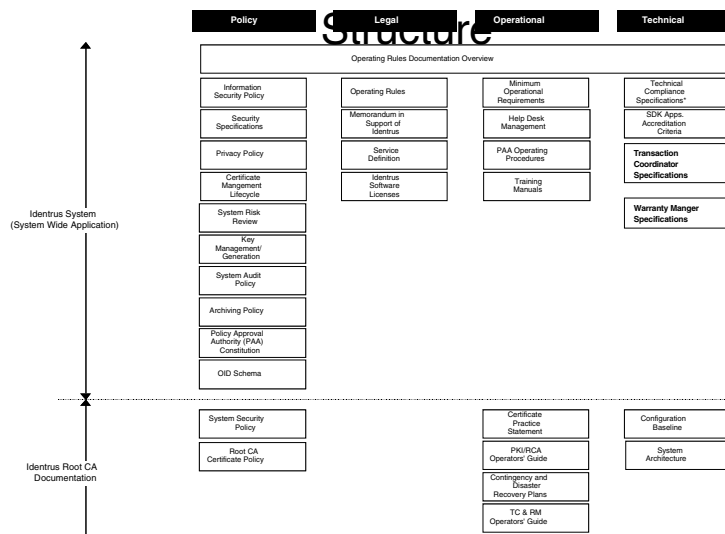 Structure
Policy
Legal
Operational
Technical
Operating Rules Documentation Overview
Information
Security Policy
Security
Specifications
Privacy Policy
Certificate
Mangement
Lifecycle
System Risk
Review
Key
Management/
Generation
System Audit
Policy
Archiving Policy
Policy Approval
Authority (PAA)
Constitution
OID Schema
Operating Rules
Memorandum in
Support of
Identrus
Service
Definition
Identrus
Software
Licenses
Minimum
Operational
Requirements
Help Desk
Management
PAA Operating
Procedures
Training
Manuals
Technical
Compliance
Specifications*
SDK Apps.
Accreditation
Criteria
Transaction
Coordinator
Specifications
Warranty Manger
Specifications
Identrus System
(System Wide Application)
System Security
Policy
Root CA
Certificate Policy
Certificate
Practice
Statement
PKI/RCA
Operators' Guide
Contingency and
Disaster
Recovery Plans
TC & RM
Operators' Guide
Configuration
Baseline
System
Architecture
Identrus Root CA
Documentation